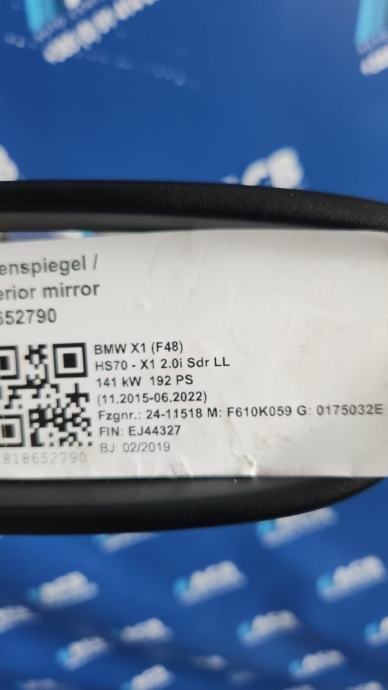 enspiegel /
erior mirror
652790
BMW X1 (F48)
HS70 - X1 2.0i Sdr LL
141 kW 192 PS
(11.2015-06.2022)
Fzgnr.: 24-11518 M: F610K059 G: 0175032E
FIN: EJ44327
BJ: 02/2019
818652790